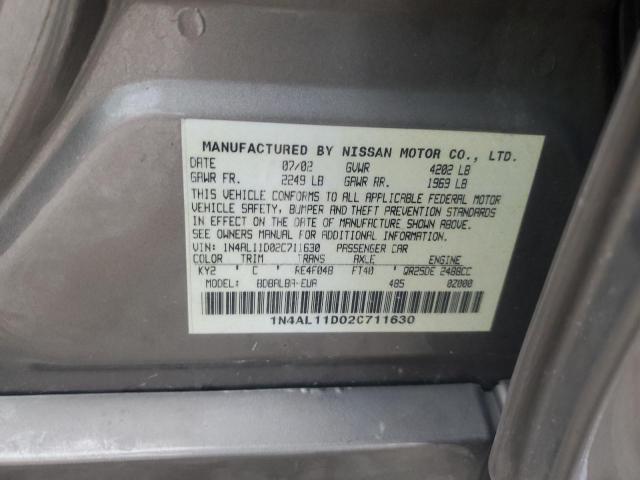 MANUFACTURED BY NISSAN MOTOR CO., LTD.
DATE 07/02 GVWR 4202 LB
GAWR FR. 2249 LB GAWR RR. 1969 LB
THIS VEHICLE CONFORMS TO ALL APPLICABLE FEDERAL MOTOR
VEHICLE SAFETY, BUMPER AND THEFT PREVENTION STANDARDS
IN EFFECT ON THE DATE OF MANUFACTURE SHOWN ABOVE.
SEE OWNERS MANUAL FOR ADDITIONAL INFORMATION.
VIN: 1N4AL11D02C711630 PASSENGER CAR
COLOR TRIM TRANS AXLE ENGINE
KY2 C RE4F04B FT40 QR25DE 2488CC
MODEL: BDBALBA-EUA 485 0Z000
1N4AL11D02C711630